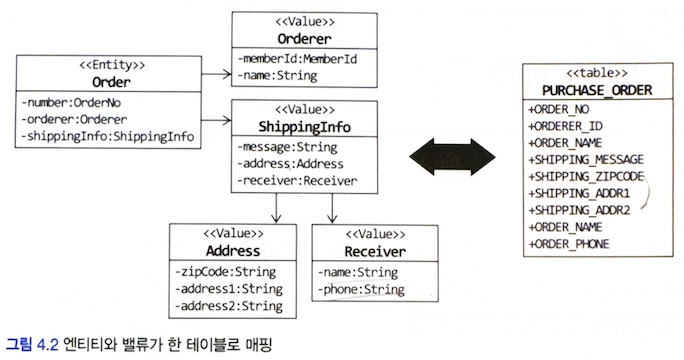 <<Value>>
Orderer
-memberId:MemberId
-name:String
<<Entity>>
Order
-number:OrderNo
-orderer:Orderer
-shippingInfo:ShippingInfo
<<Value>>
ShippingInfo
-message:String
-address:Address
-receiver:Receiver
<<Value>>
Address
-zipCode:String
-address1:String
-address2:String
<<Value>>
Receiver
-name:String
-phone:String
<<table>>
PURCHASE_ORDER
+ORDER_NO
+ORDERER_ID
+ORDER_NAME
+SHIPPING_MESSAGE
+SHIPPING_ZIPCODE
+SHIPPING_ADDR1
+SHIPPING_ADDR2
+ORDER_NAME
+ORDER_PHONE
그림 4.2 엔티티와 밸류가 한 테이블로 매핑